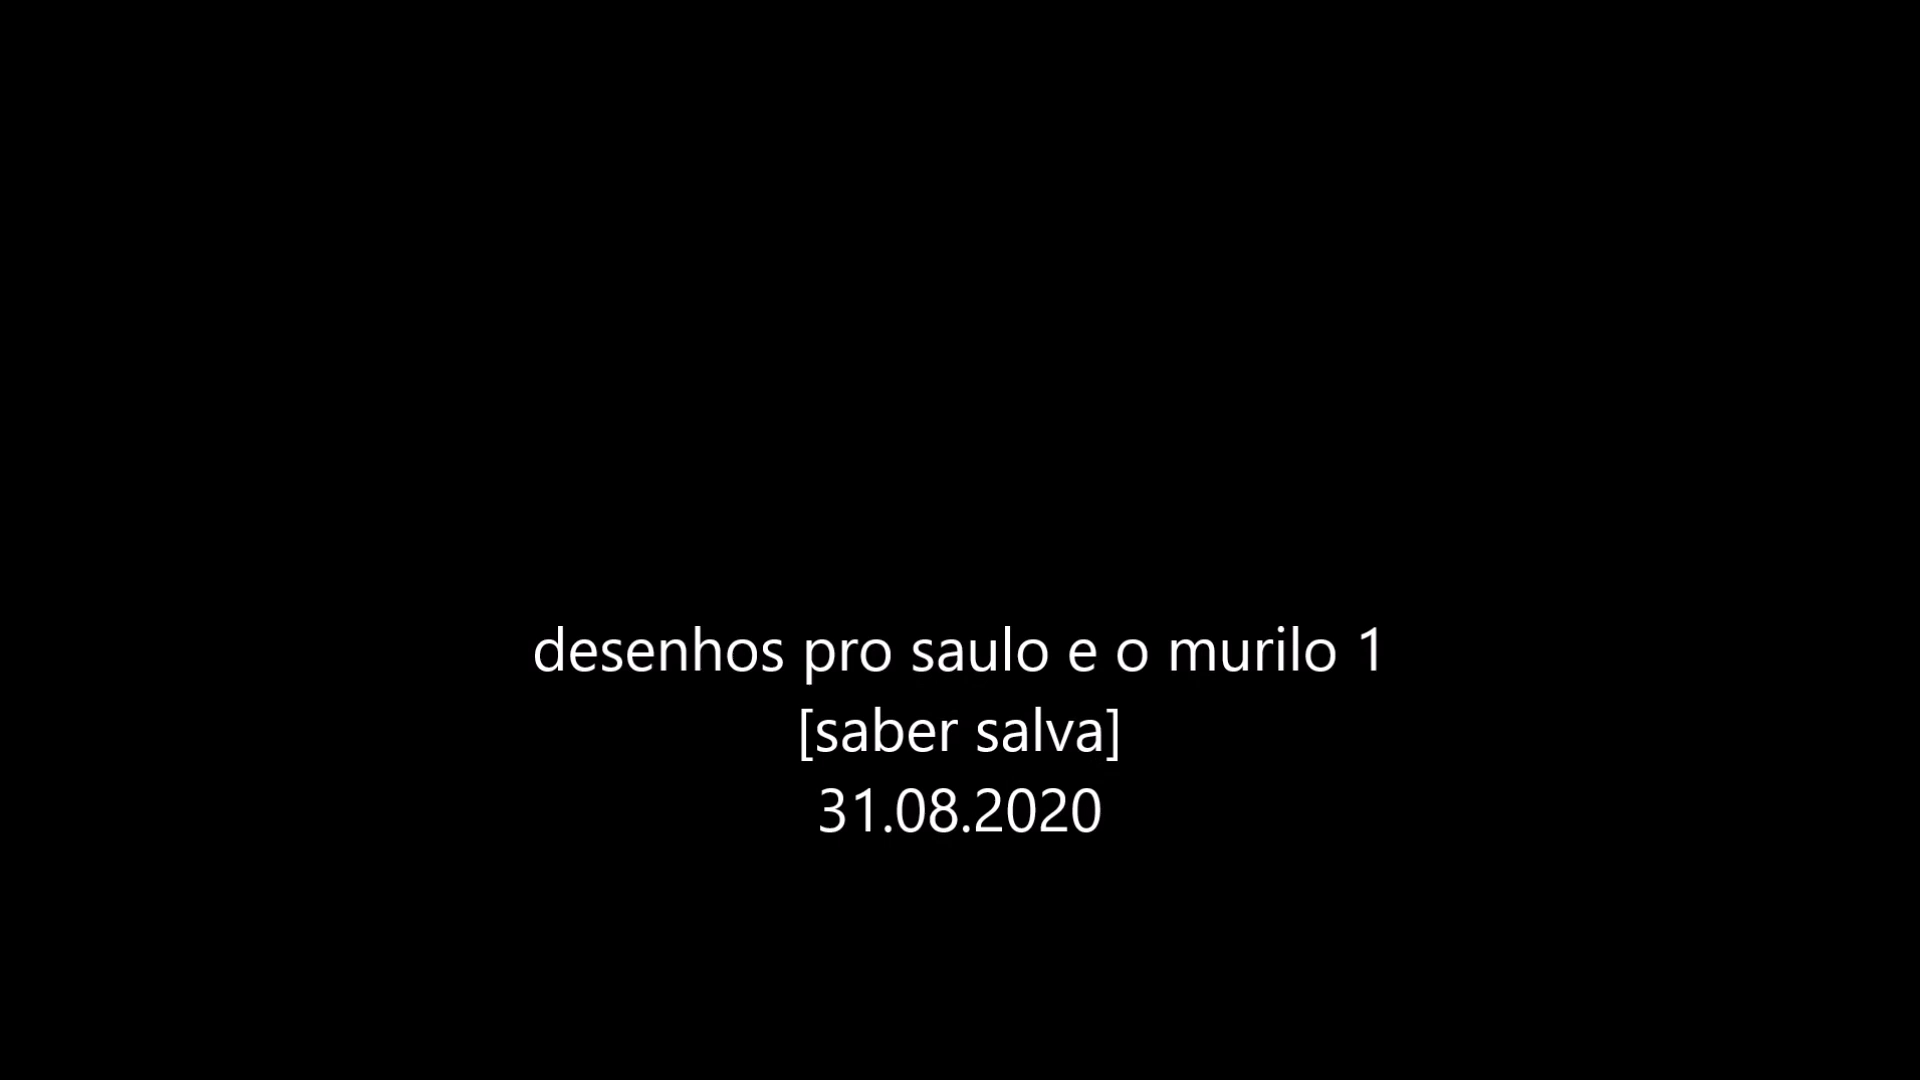 desenhos pro saulo e o murilo 1
[saber salva]
31.08.2020